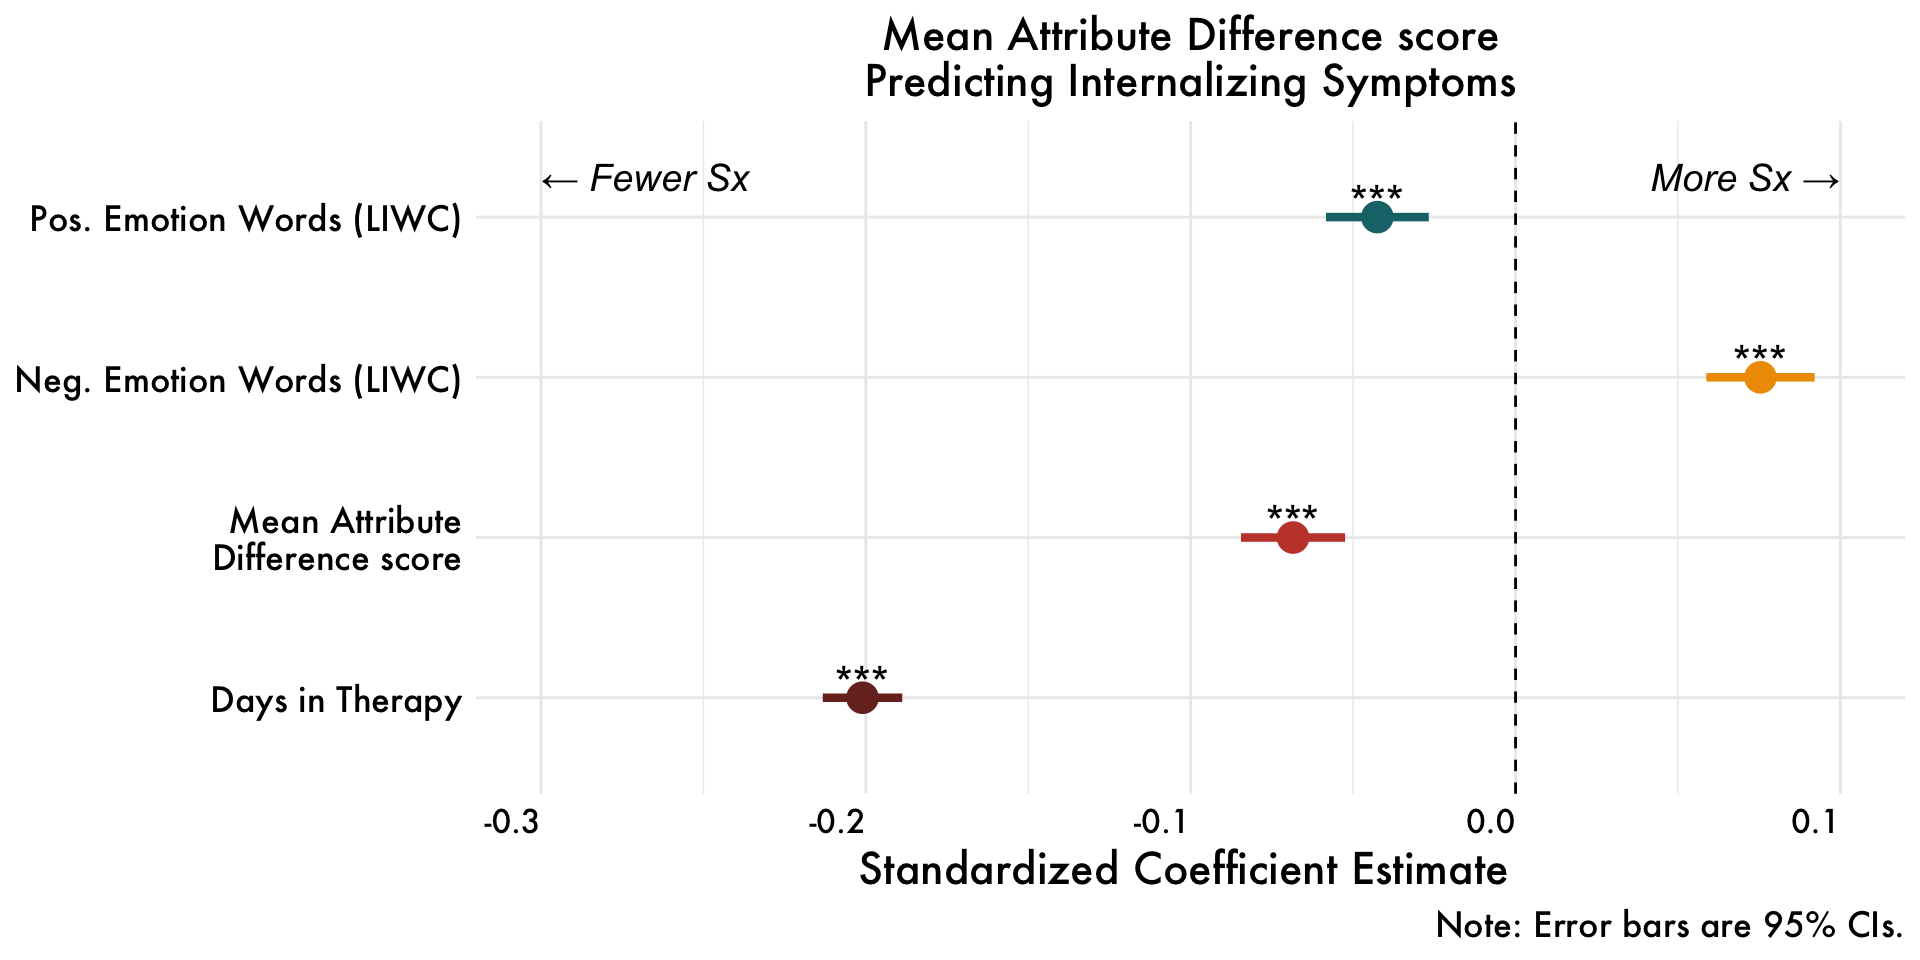 Mean Attribute Difference score
Predicting Internalizing Symptoms
← Fewer Sx
More Sx →
***
Pos. Emotion Words (LIWC)
***
Neg. Emotion Words (LIWC)
***
Mean Attribute
Difference score
***
Days in Therapy
-0.3 -0.2 -0.1 0.0 0.1
Standardized Coefficient Estimate
Note: Error bars are 95% CIs.